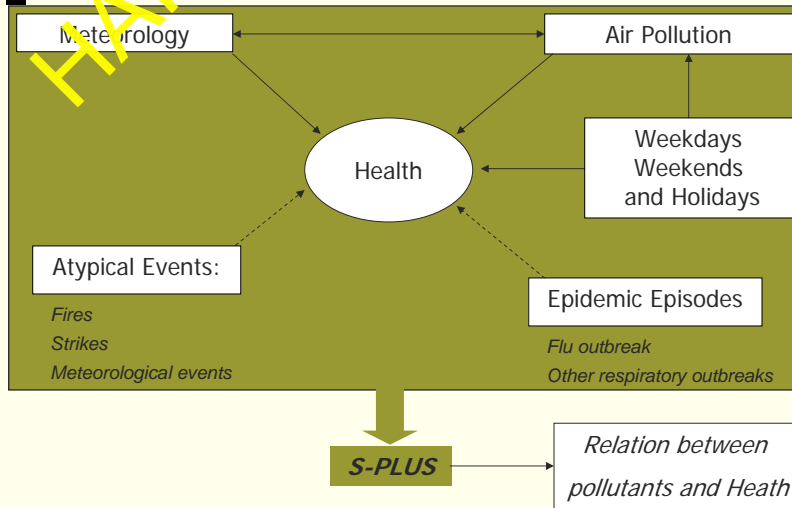 HA
Meteorology
Air Pollution
Weekdays
Weekends
and Holidays
Health
Atypical Events:
Fires
Strikes
Meteorological events
Epidemic Episodes
Flu outbreak
Other respiratory outbreaks
S-PLUS
Relation between
pollutants and Heath